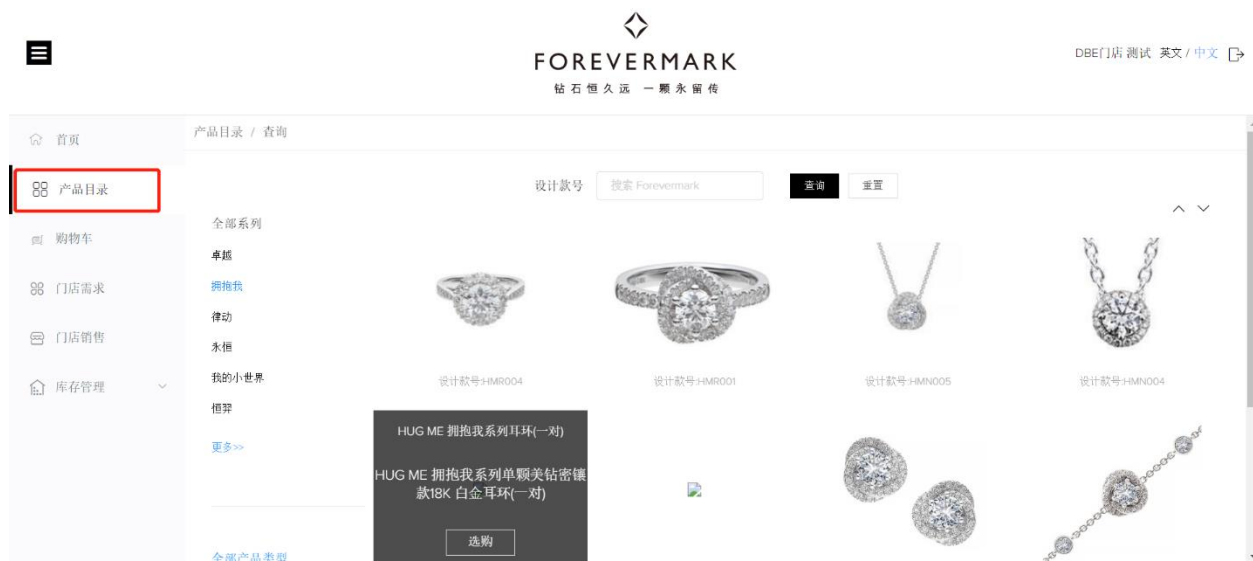 FOREVERMARK
钻石恒久远 一颗永留传
DBE门店 测试 英文 / 中文
首页
产品目录
购物车
门店需求
门店销售
库存管理
产品目录 / 查询
设计款号 搜索 Forevermark 查询 重置
全部系列
卓越
拥抱我
律动
永恒
我的小世界
恒羿
更多>>
全部产品类型
设计款号:HMR004
设计款号:HMR001
设计款号:HMN005
设计款号:HMN004
HUG ME 拥抱我系列耳环(一对)
HUG ME 拥抱我系列单颗美钻密镶
款18K 白金耳环(一对)
选购